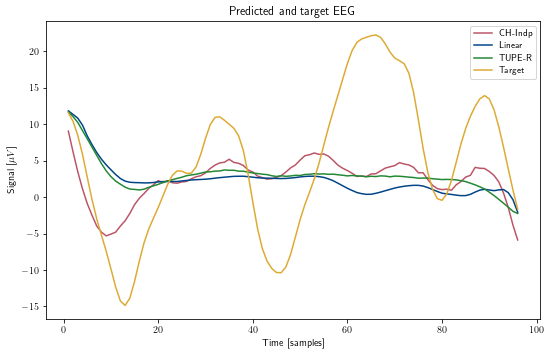 Predicted and target EEG
CH-Indp
Linear
TUPE-R
Target
Signal [μV]
20
15
10
5
0
−5
−10
−15
0 20 40 60 80 100
Time [samples]